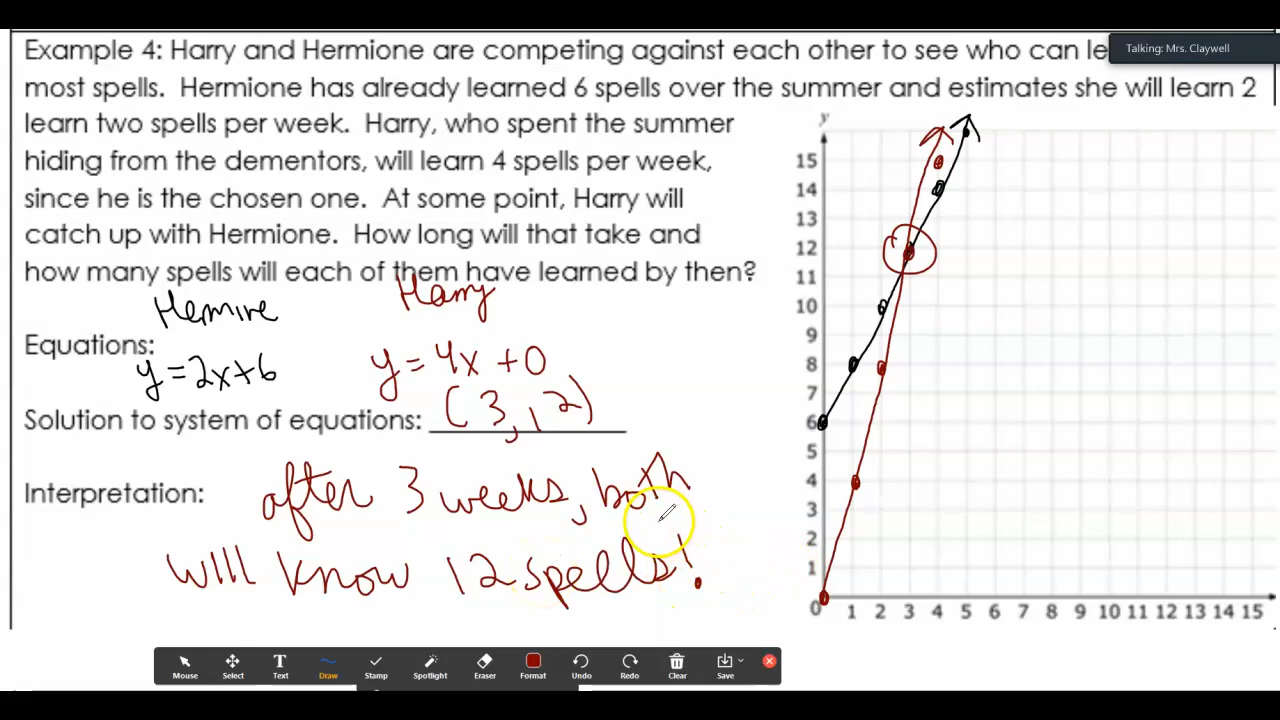 Talking: Mrs. Claywell
Example 4: Harry and Hermione are competing against each other to see who can le
most spells. Hermione has already learned 6 spells over the summer and estimates she will learn 2
learn two spells per week. Harry, who spent the summer
hiding from the dementors, will learn 4 spells per week,
since he is the chosen one. At some point, Harry will
catch up with Hermione. How long will that take and
how many spells will each of them have learned by then?
Hermine Harry
Equations:
y=2x+6 y=4x+0
Solution to system of equations: (3,12)
Interpretation: after 3 weeks, both
will know 12 spells!
y
15
14
13
12
11
10
9
8
7
6
5
4
3
2
1
0 1 2 3 4 5 6 7 8 9 10 11 12 13 14 15
Mouse Select Text Draw Stamp Spotlight Eraser Format Undo Redo Clear Save